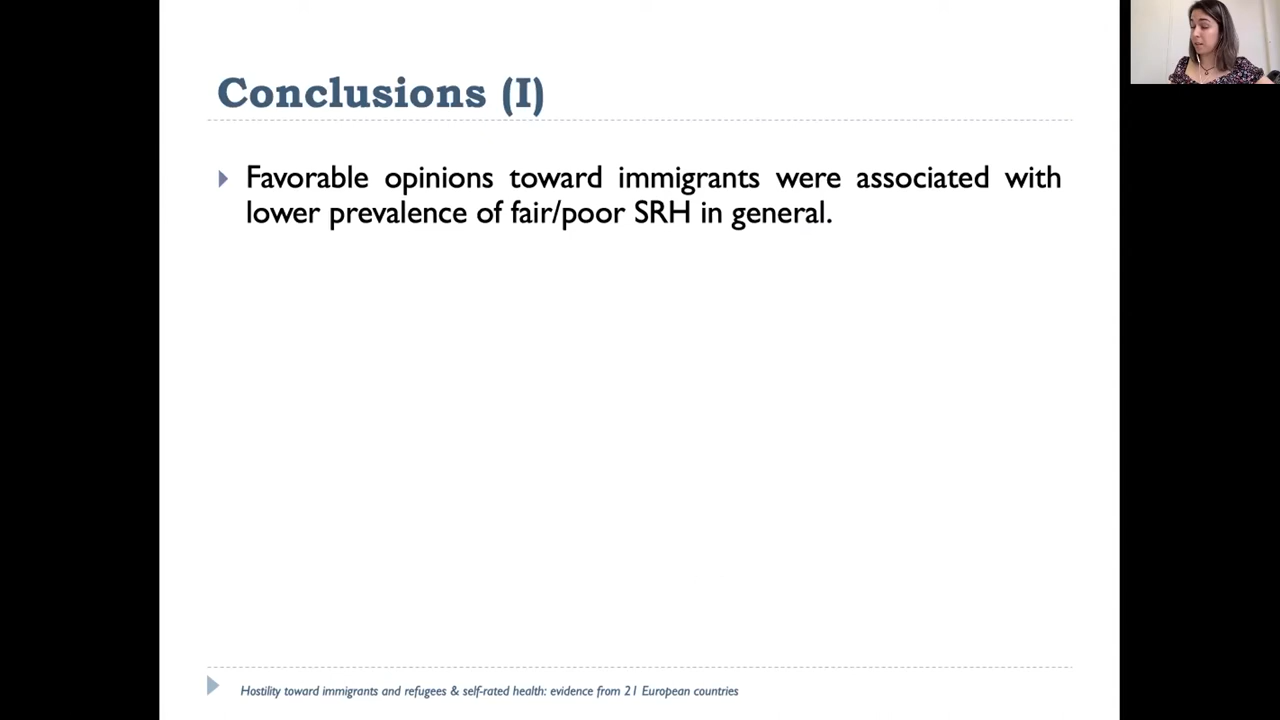 Conclusions (I)
Favorable opinions toward immigrants were associated with
lower prevalence of fair/poor SRH in general.
Hostility toward immigrants and refugees & self-rated health: evidence from 21 European countries